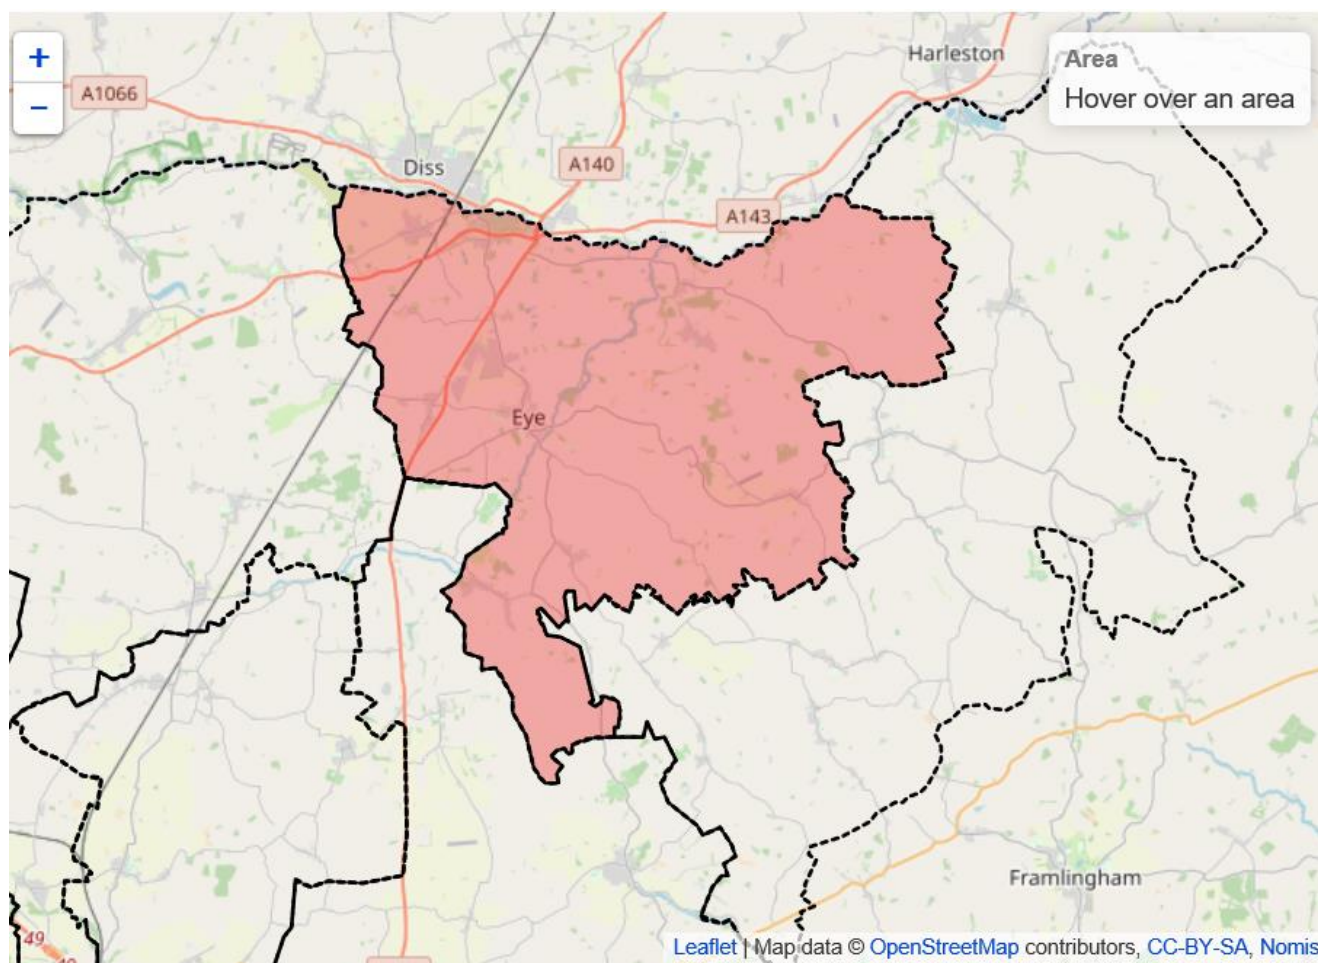 +
−
A1066
Harleston
Area
Hover over an area
Diss
A140
A143
Eye
Framlingham
49
Leaflet | Map data © OpenStreetMap contributors, CC-BY-SA, Nomis